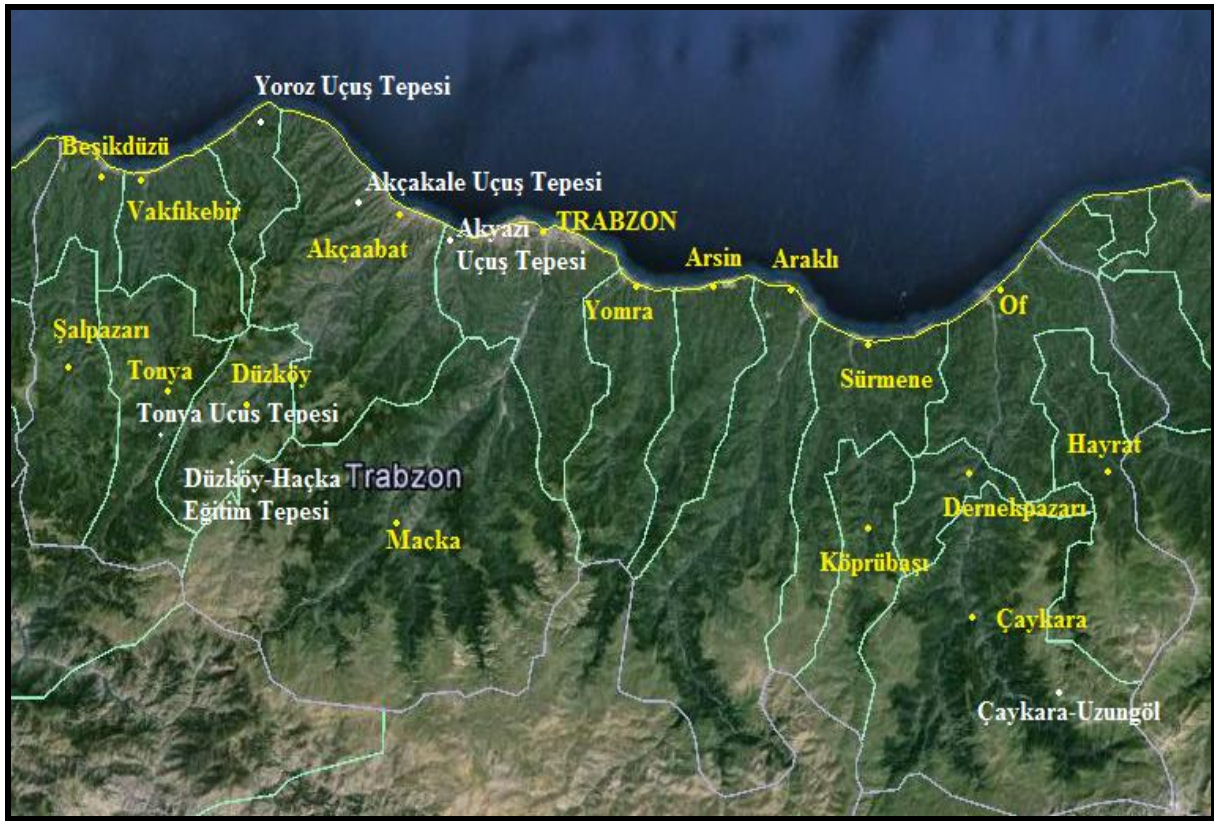 Yoroz Uçuş Tepesi
Beşikdüzü
Akçakale Uçuş Tepesi
Vakfıkebir
TRABZON
Akçaabat
Akyazı
Uçuş Tepesi
Arsin
Araklı
Yomra
Of
Şalpazarı
Tonya
Düzköy
Sürmene
Tonya Uçuş Tepesi
Hayrat
Düzköy-Haçka
Eğitim Tepesi
Trabzon
Dernekpazarı
Maçka
Köprübaşı
Çaykara
Çaykara-Uzungöl